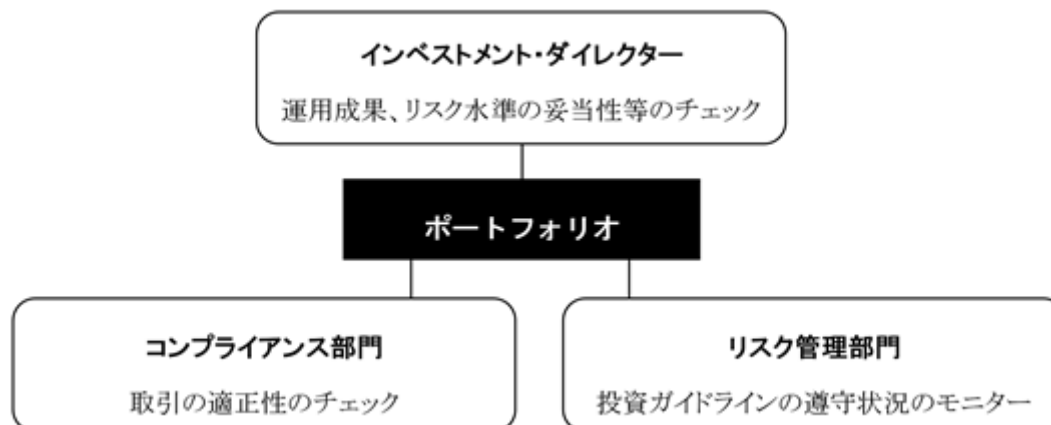 インベストメント・ダイレクター
運用成果、リスク水準の妥当性等のチェック
ポートフォリオ
コンプライアンス部門
取引の適正性のチェック
リスク管理部門
投資ガイドラインの遵守状況のモニター